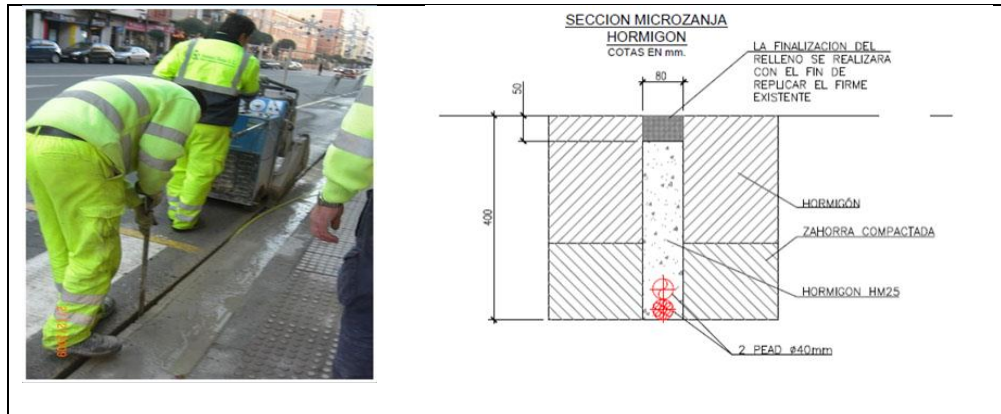 SECCION MICROZANJA
HORMIGON
COTAS EN mm.
80
50
LA FINALIZACION DEL
RELLENO SE REALIZARA
CON EL FIN DE
REPLICAR EL FIRME
EXISTENTE
400
HORMIGÓN
ZAHORRA COMPACTADA
HORMIGON HM25
2 PEAD ø40mm